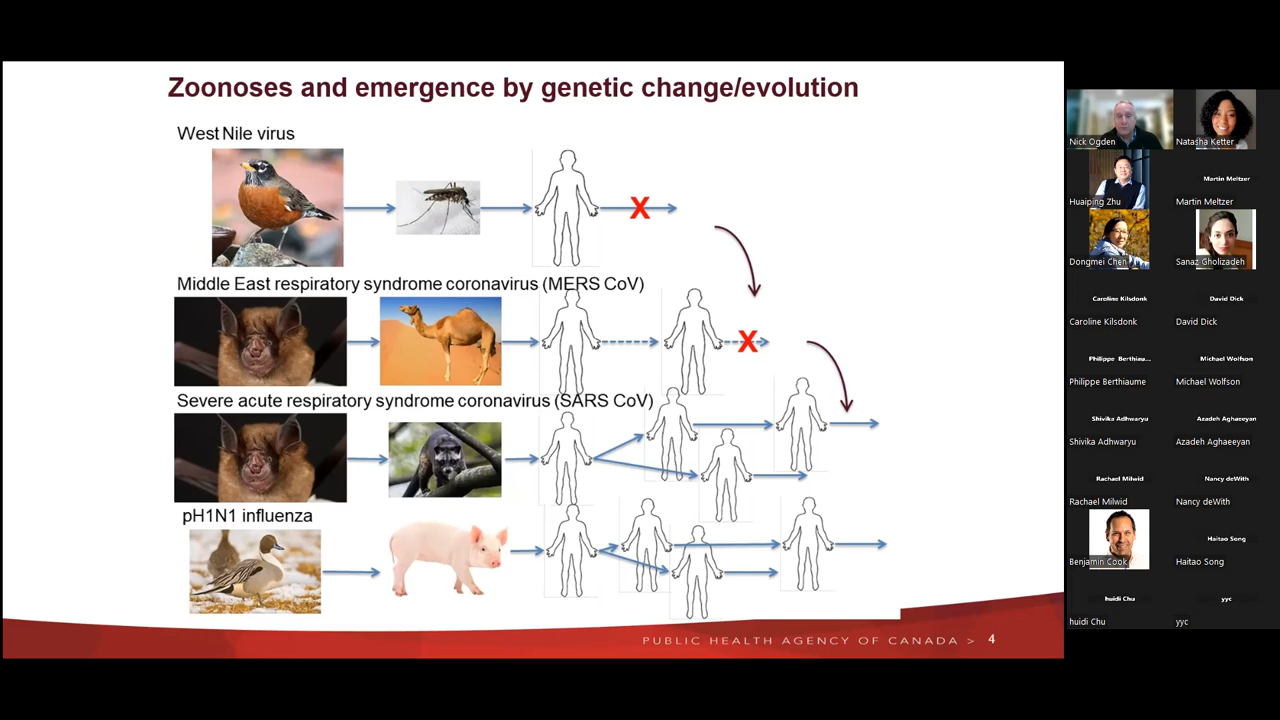 Zoonoses and emergence by genetic change/evolution
West Nile virus
X
Middle East respiratory syndrome coronavirus (MERS CoV)
X
Severe acute respiratory syndrome coronavirus (SARS CoV)
pH1N1 influenza
PUBLIC HEALTH AGENCY OF CANADA > 4
Nick Ogden
Natasha Ketter
Huaiping Zhu
Martin Meltzer
Martin Meltzer
Dongmei Chen
Sanaz Gholizadeh
Caroline Kilsdonk
David Dick
Caroline Kilsdonk
David Dick
Philippe Berthiau...
Michael Wolfson
Philippe Berthiaume
Michael Wolfson
Shivika Adhwaryu
Azadeh Aghaeeyan
Shivika Adhwaryu
Azadeh Aghaeeyan
Rachael Milwid
Nancy deWith
Rachael Milwid
Nancy deWith
Haitao Song
Benjamin Cook
Haitao Song
huidi Chu
yyc
huidi Chu
yyc